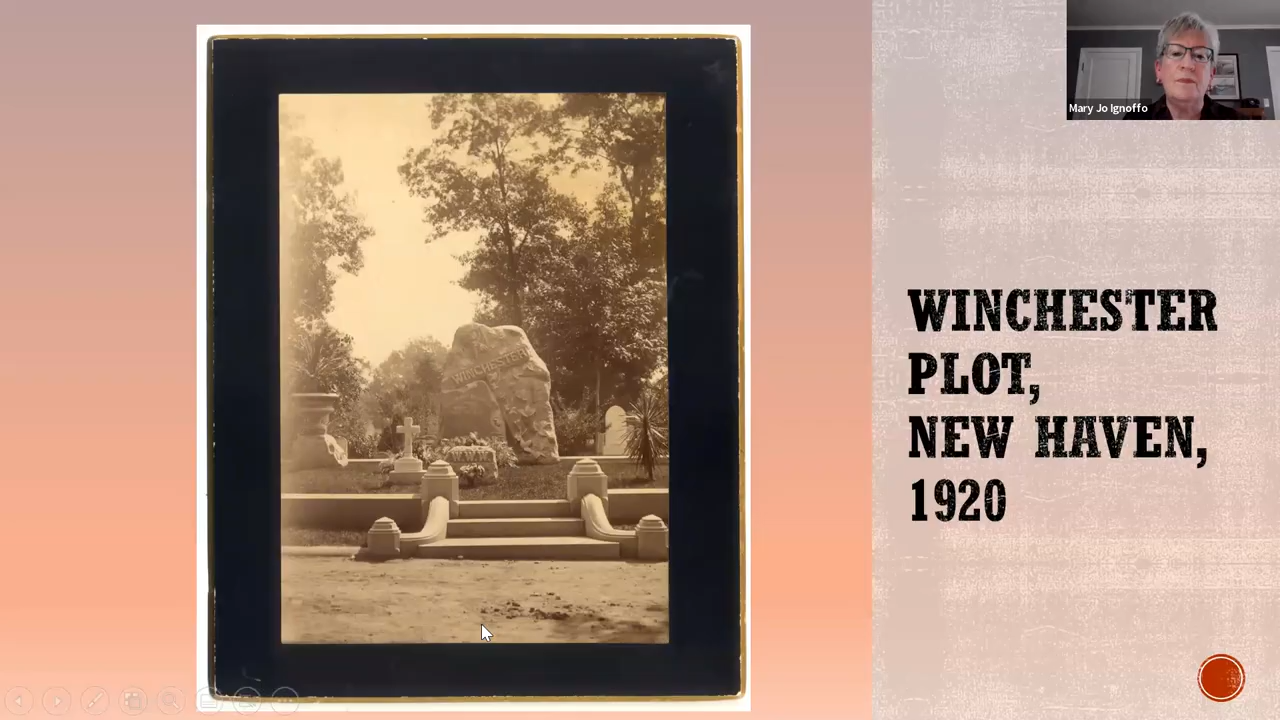 Mary Jo Ignoffo
WINCHESTER
PLOT,
NEW HAVEN,
1920
WINCHESTER
W.W.W.